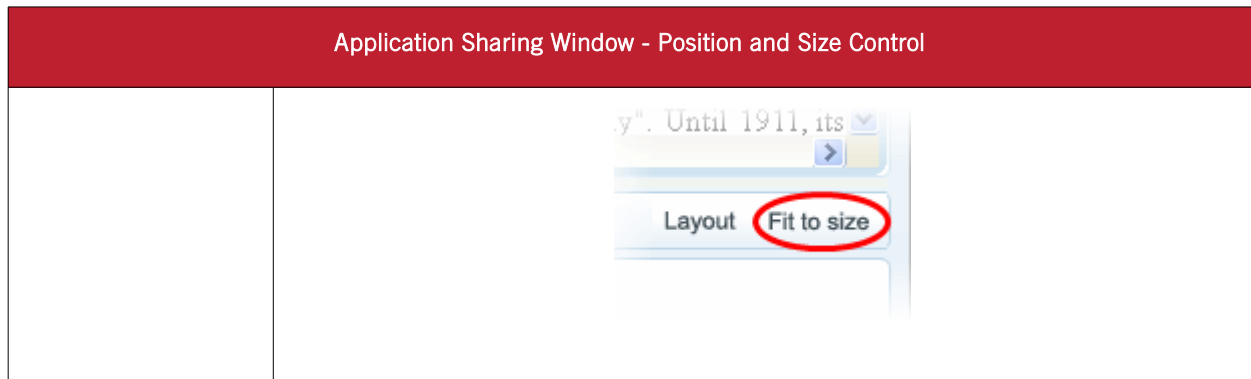 Application Sharing Window - Position and Size Control
y". Until 1911, its
Layout Fit to size